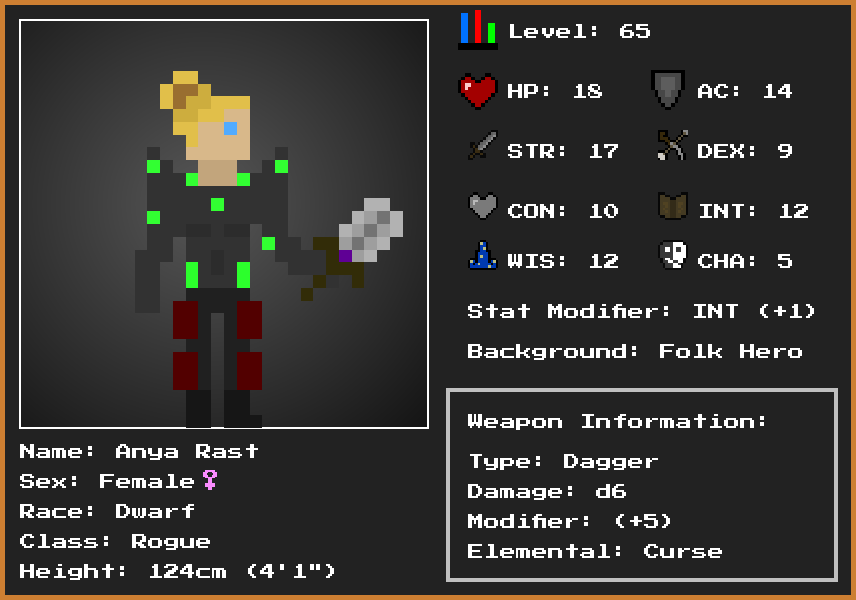 Level: 65
HP: 18
AC: 14
STR: 17
DEX: 9
CON: 10
INT: 12
WIS: 12
CHA: 5
Stat Modifier: INT (+1)
Background: Folk Hero
Weapon Information:
Type: Dagger
Damage: d6
Modifier: (+5)
Elemental: Curse
Name: Anya Rast
Sex: Female♀
Race: Dwarf
Class: Rogue
Height: 124cm (4'1")